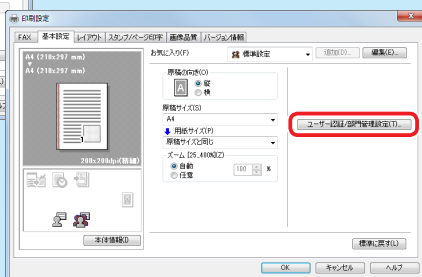 印刷設定
FAX 基本設定 レイアウト スタンプ/ページ印字 画像品質 バージョン情報
A4 (210x297 mm)
A4 (210x297 mm)
200x200dpi(精細)
本体情報(I)
お気に入り(F)
標準設定
追加(D)...
編集(E)...
原稿の向き(O)
縦
横
原稿サイズ(S)
A4
用紙サイズ(P)
原稿サイズと同じ
ズーム [25..400%](Z)
自動
任意
100 %
ユーザー認証/部門管理設定(T)...
標準に戻す(L)
OK キャンセル ヘルプ